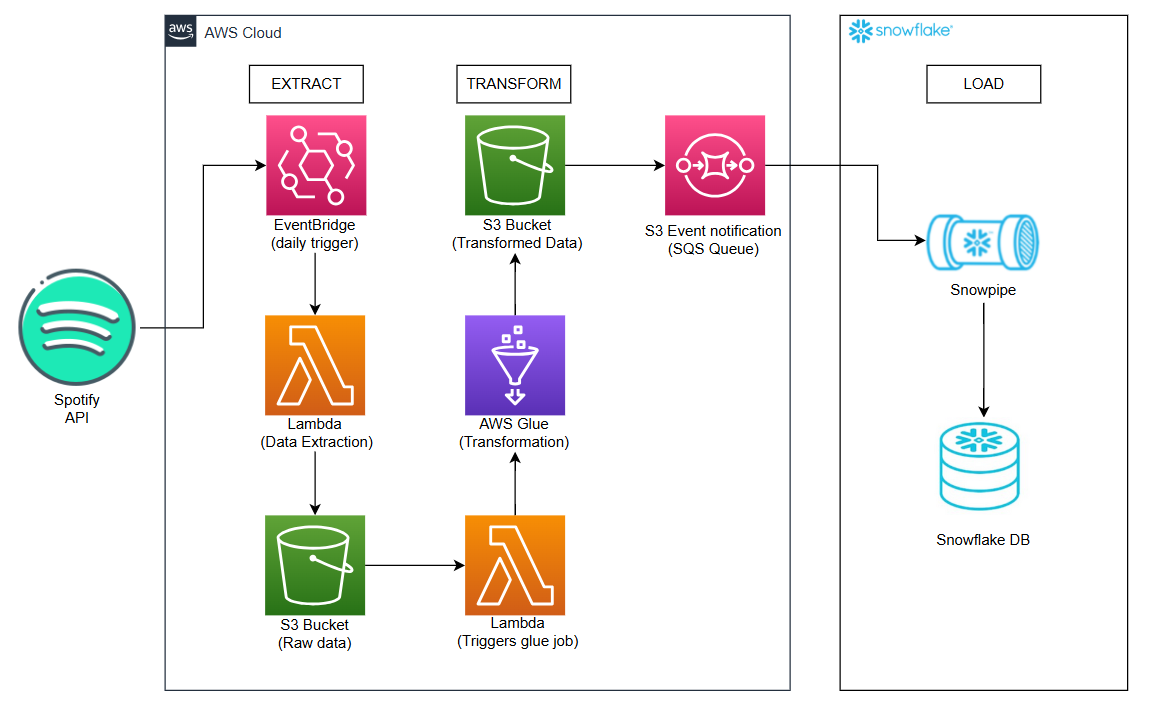 aws
AWS Cloud
snowflake
EXTRACT
TRANSFORM
LOAD
EventBridge
(daily trigger)
S3 Bucket
(Transformed Data)
S3 Event notification
(SQS Queue)
Snowpipe
Spotify
API
Lambda
(Data Extraction)
AWS Glue
(Transformation)
Snowflake DB
S3 Bucket
(Raw data)
Lambda
(Triggers glue job)